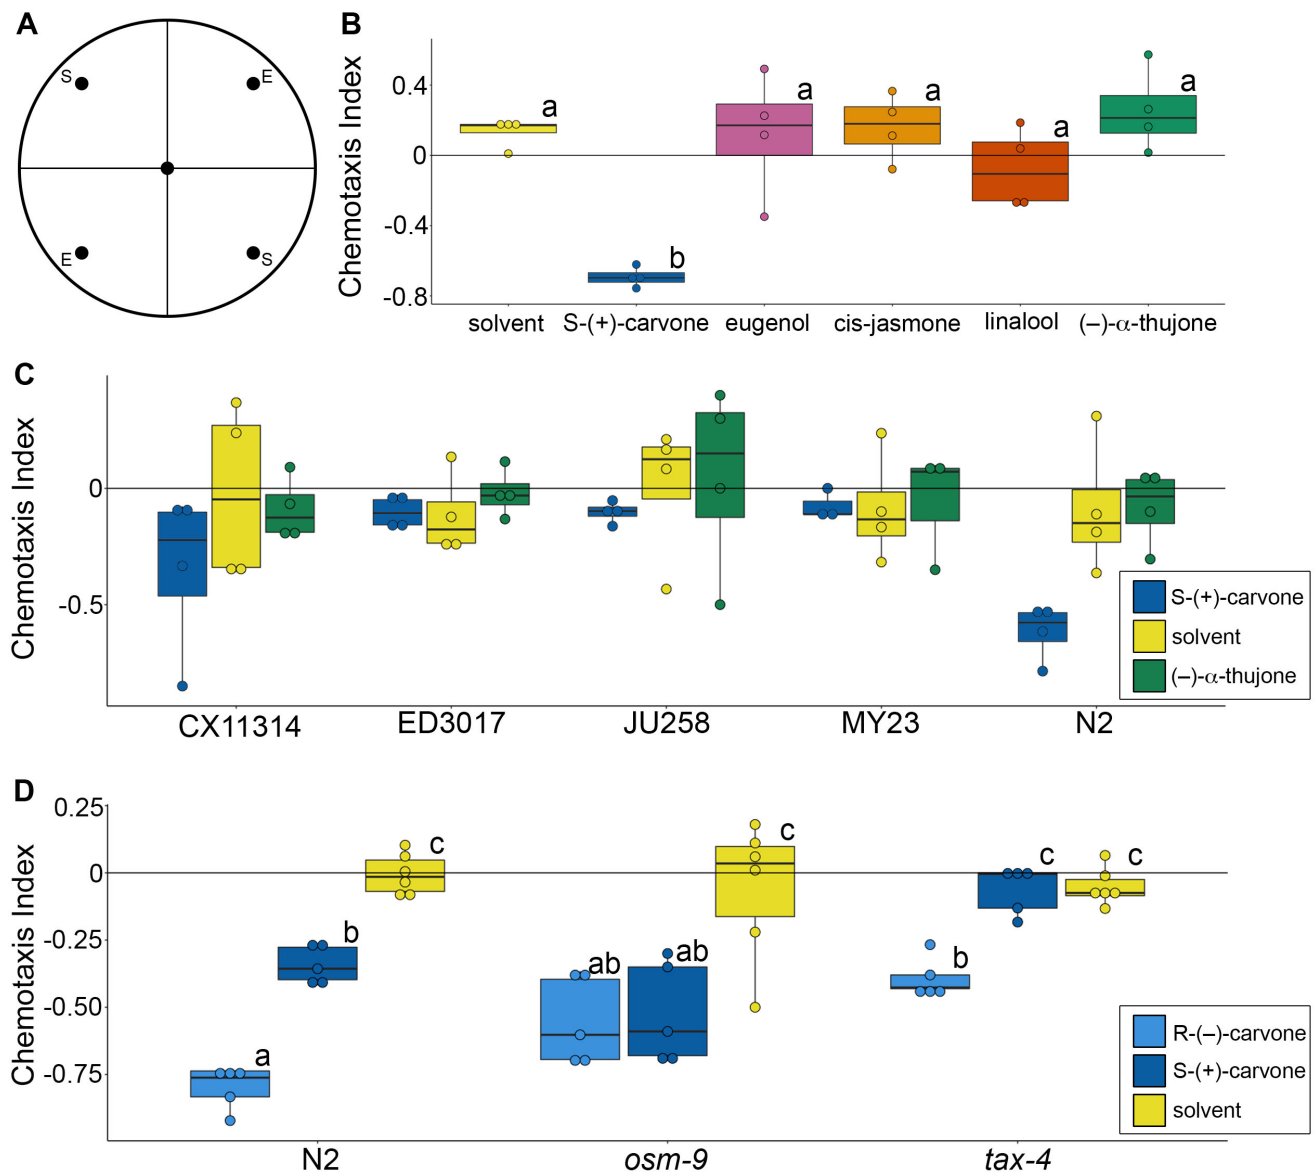 A
S
E
E
S
B
Chemotaxis Index
0.4
0
-0.4
-0.8
a
b
a
a
a
a
solvent
S-(+)-carvone
eugenol
cis-jasmone
linalool
(–)-α-thujone
C
Chemotaxis Index
0
-0.5
CX11314
ED3017
JU258
MY23
N2
S-(+)-carvone
solvent
(–)-α-thujone
D
Chemotaxis Index
0.25
0
-0.25
-0.50
-0.75
a
b
c
ab
ab
c
b
c
c
N2
osm-9
tax-4
R-(–)-carvone
S-(+)-carvone
solvent